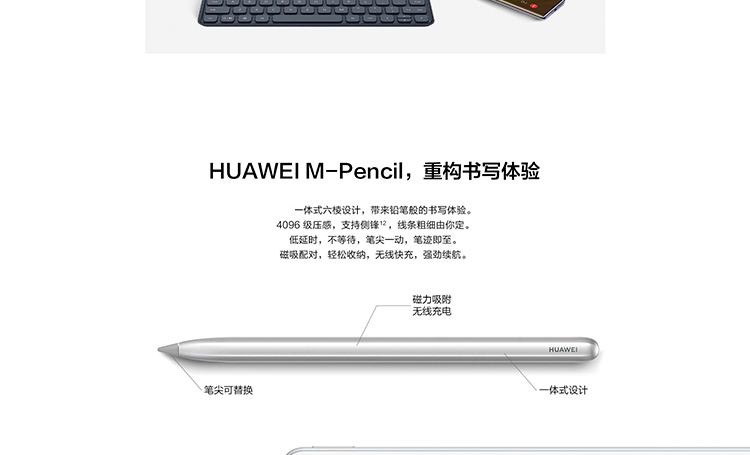 HUAWEI M-Pencil，重构书写体验
一体式六棱设计，带来铅笔般的书写体验。
4096 级压感，支持侧锋¹²，线条粗细由你定。
低延时，不等待，笔尖一动，笔迹即至。
磁吸配对，轻松收纳，无线快充，强劲续航。
磁力吸附
无线充电
HUAWEI
笔尖可替换
一体式设计